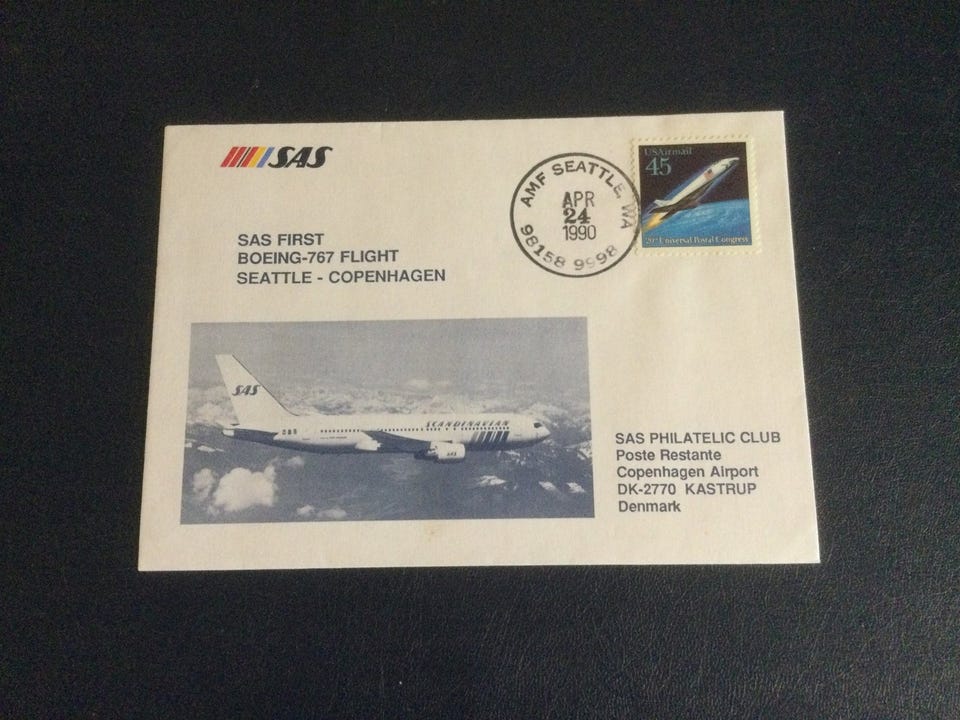 SAS
SAS FIRST
BOEING-767 FLIGHT
SEATTLE - COPENHAGEN
AMF SEATTLE, WA
APR
24
1990
98158 9998
USAirmail
45
20th Universal Postal Congress
SAS
SCANDINAVIAN
SAS
SAS PHILATELIC CLUB
Poste Restante
Copenhagen Airport
DK-2770 KASTRUP
Denmark